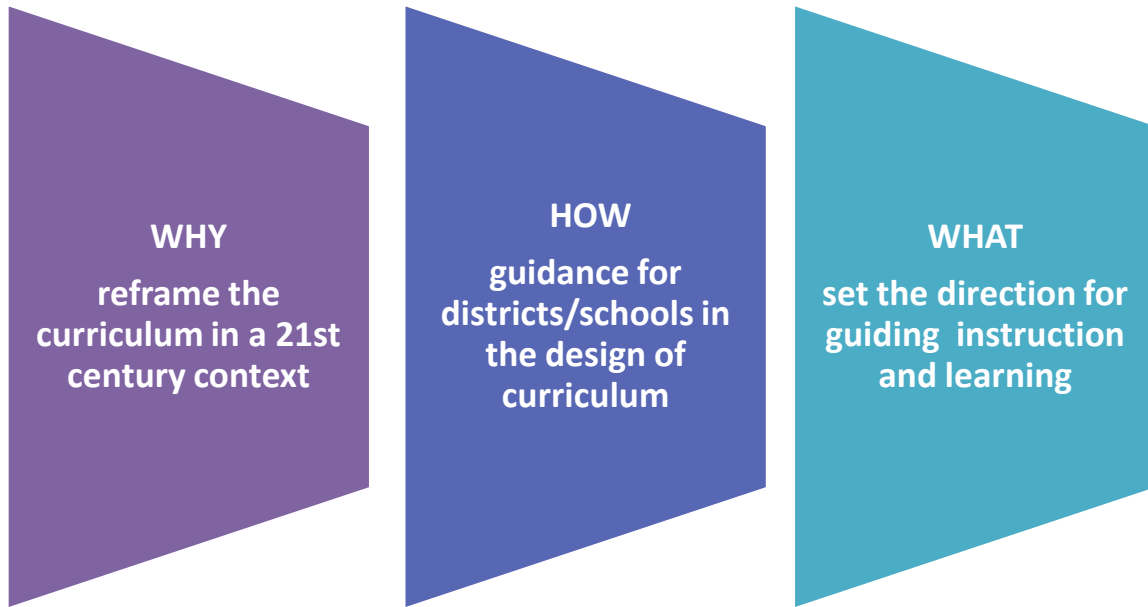 WHY
reframe the
curriculum in a 21st
century context
HOW
guidance for
districts/schools in
the design of
curriculum
WHAT
set the direction for
guiding  instruction
and learning